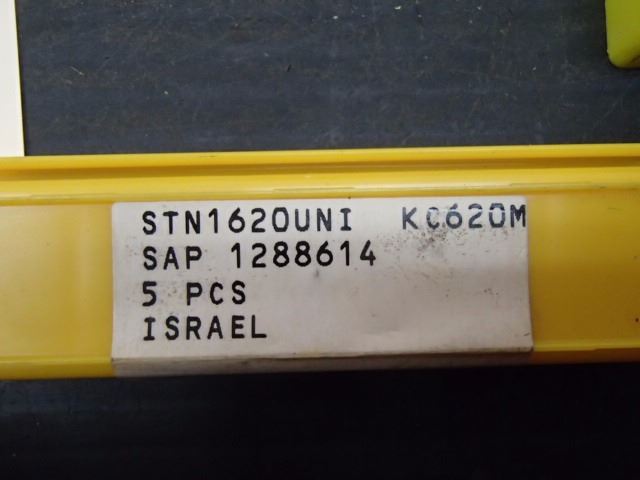 STN1620UNI KC620M
SAP 1288614
5 PCS
ISRAEL